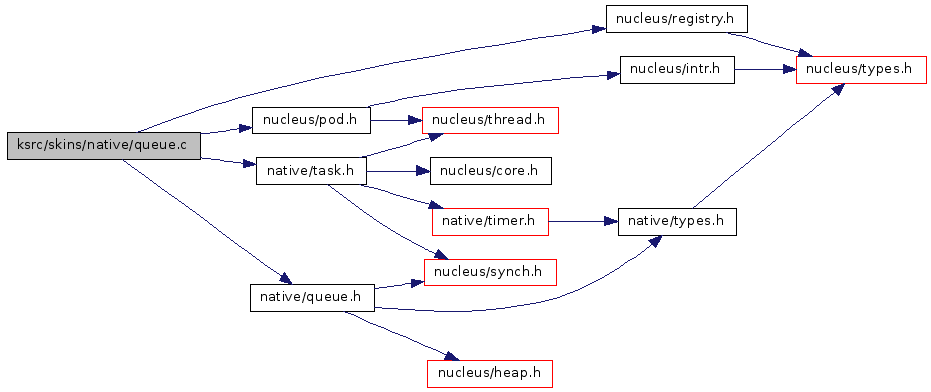 nucleus/registry.h
nucleus/intr.h
nucleus/types.h
nucleus/pod.h
nucleus/thread.h
ksrc/skins/native/queue.c
native/task.h
nucleus/core.h
native/timer.h
native/types.h
nucleus/synch.h
native/queue.h
nucleus/heap.h